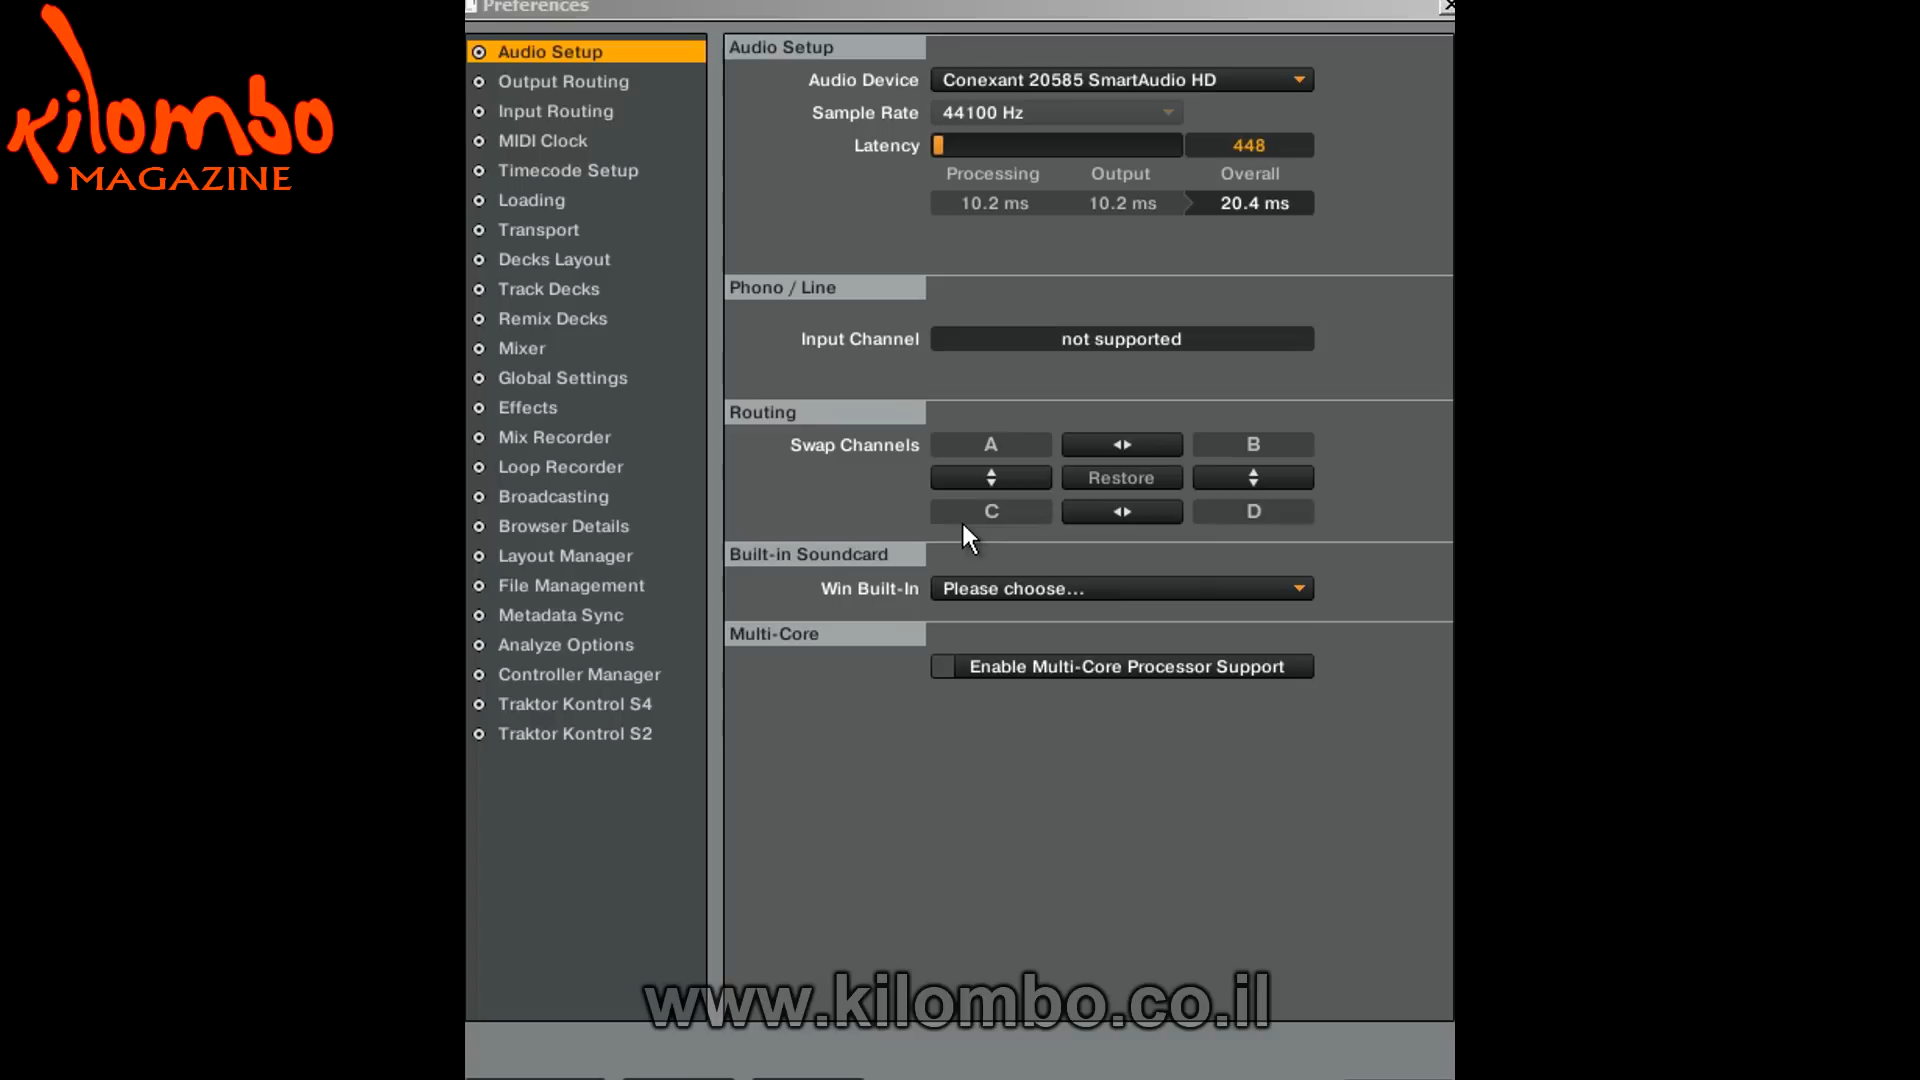 kilombo
MAGAZINE
Preferences
Audio Setup
Output Routing
Input Routing
MIDI Clock
Timecode Setup
Loading
Transport
Decks Layout
Track Decks
Remix Decks
Mixer
Global Settings
Effects
Mix Recorder
Loop Recorder
Broadcasting
Browser Details
Layout Manager
File Management
Metadata Sync
Analyze Options
Controller Manager
Traktor Kontrol S4
Traktor Kontrol S2
Audio Setup
Audio Device Conexant 20585 SmartAudio HD
Sample Rate 44100 Hz
Latency 448
Processing Output Overall
10.2 ms 10.2 ms 20.4 ms
Phono / Line
Input Channel not supported
Routing
Swap Channels A B
Restore
C D
Built-in Soundcard
Win Built-In Please choose...
Multi-Core
Enable Multi-Core Processor Support
www.kilombo.co.il